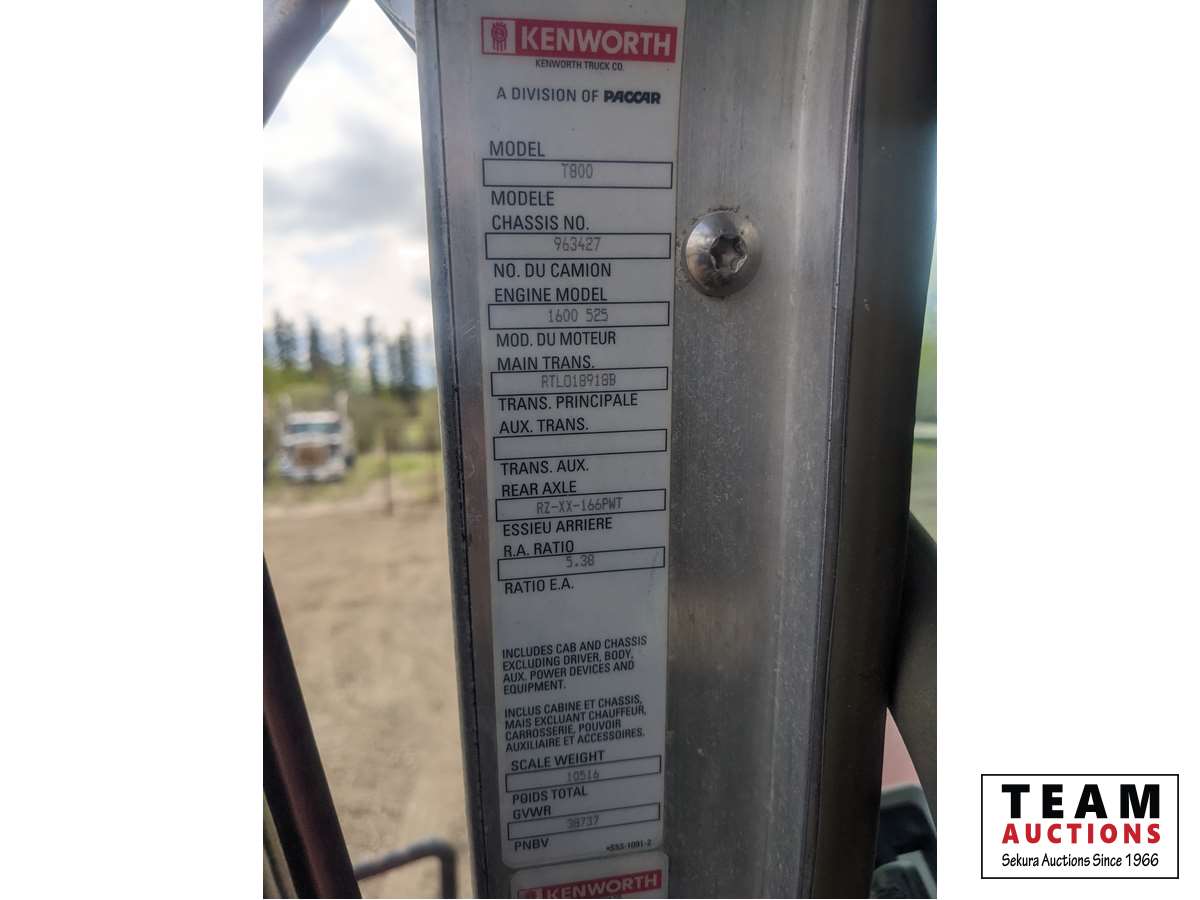 KENWORTH
KENWORTH TRUCK CO.
A DIVISION OF PACCAR
MODEL
T800
MODELE
CHASSIS NO.
963427
NO. DU CAMION
ENGINE MODEL
1600 525
MOD. DU MOTEUR
MAIN TRANS.
RTLO18918B
TRANS. PRINCIPALE
AUX. TRANS.
TRANS. AUX.
REAR AXLE
RZ-XX-166PWT
ESSIEU ARRIERE
R.A. RATIO
5.38
RATIO E.A.
INCLUDES CAB AND CHASSIS
EXCLUDING DRIVER, BODY,
AUX. POWER DEVICES AND
EQUIPMENT.
INCLUS CABINE ET CHASSIS,
MAIS EXCLUANT CHAUFFEUR,
CARROSSERIE, POUVOIR
AUXILIAIRE ET ACCESSOIRES.
SCALE WEIGHT
10516
POIDS TOTAL
GVWR
38737
PNBV
KENWORTH
TEAM
AUCTIONS
Sekura Auctions Since 1966